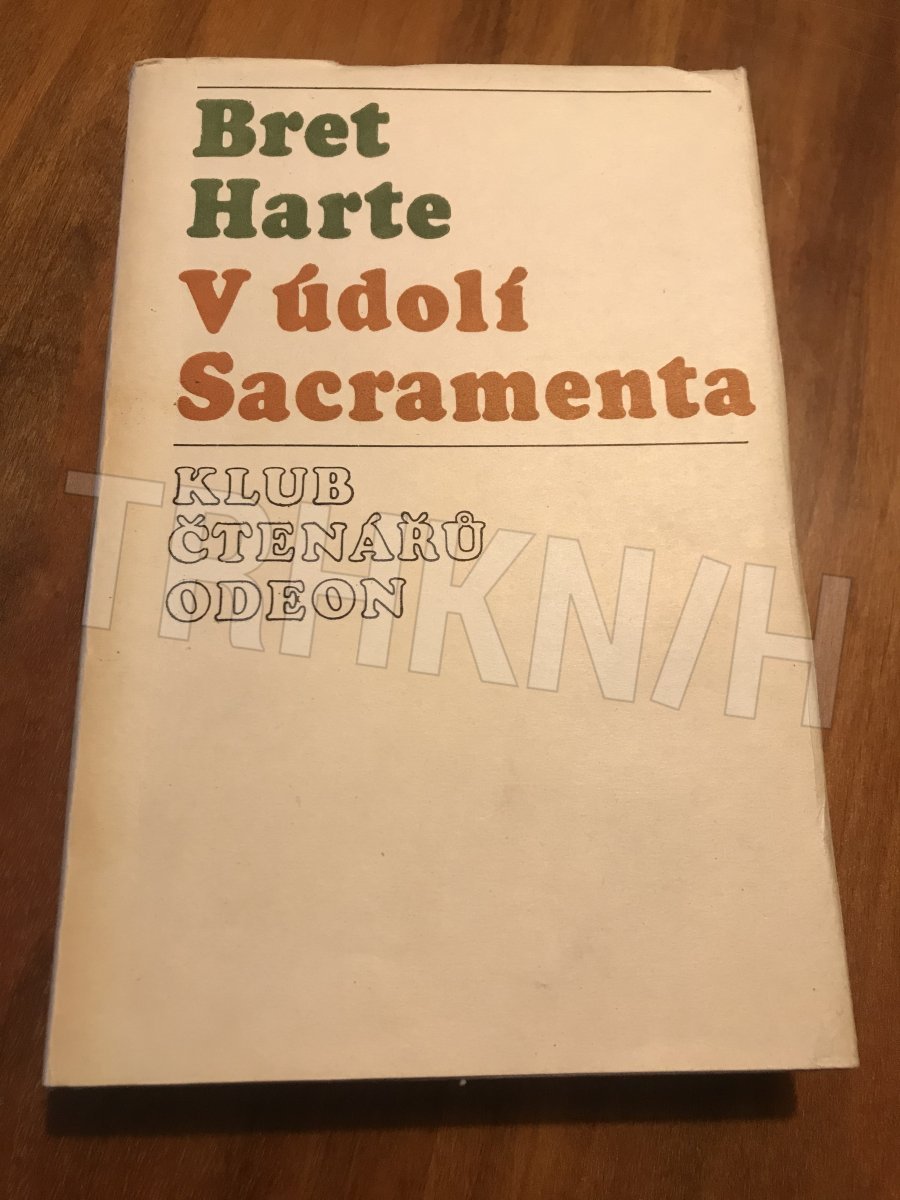 Bret
Harte
V údolí
Sacramenta
KLUB
ČTENÁŘŮ
ODEON
TRHKNIH